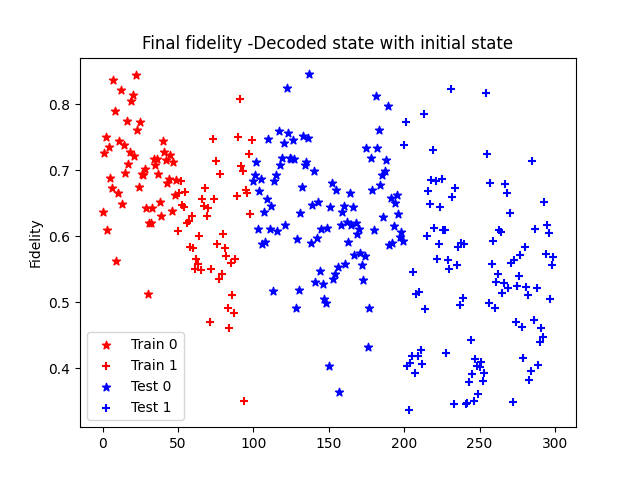 Final fidelity -Decoded state with initial state
Fidelity
0.8
0.7
0.6
0.5
0.4
Train 0
Train 1
Test 0
Test 1
0 50 100 150 200 250 300